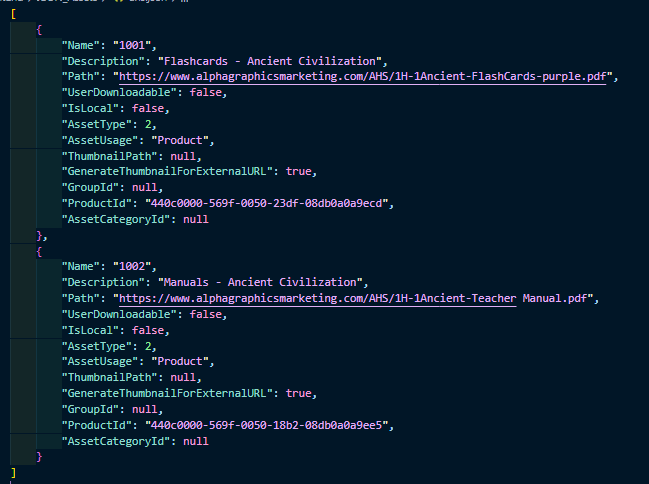 [
{
"Name": "1001",
"Description": "Flashcards - Ancient Civilization",
"Path": "https://www.alphagraphicsmarketing.com/AHS/1H-1Ancient-FlashCards-purple.pdf",
"UserDownloadable": false,
"IsLocal": false,
"AssetType": 2,
"AssetUsage": "Product",
"ThumbnailPath": null,
"GenerateThumbnailForExternalURL": true,
"GroupId": null,
"ProductId": "440c0000-569f-0050-23df-08db0a0a9ecd",
"AssetCategoryId": null
},
{
"Name": "1002",
"Description": "Manuals - Ancient Civilization",
"Path": "https://www.alphagraphicsmarketing.com/AHS/1H-1Ancient-Teacher Manual.pdf",
"UserDownloadable": false,
"IsLocal": false,
"AssetType": 2,
"AssetUsage": "Product",
"ThumbnailPath": null,
"GenerateThumbnailForExternalURL": true,
"GroupId": null,
"ProductId": "440c0000-569f-0050-18b2-08db0a0a9ee5",
"AssetCategoryId": null
}
]